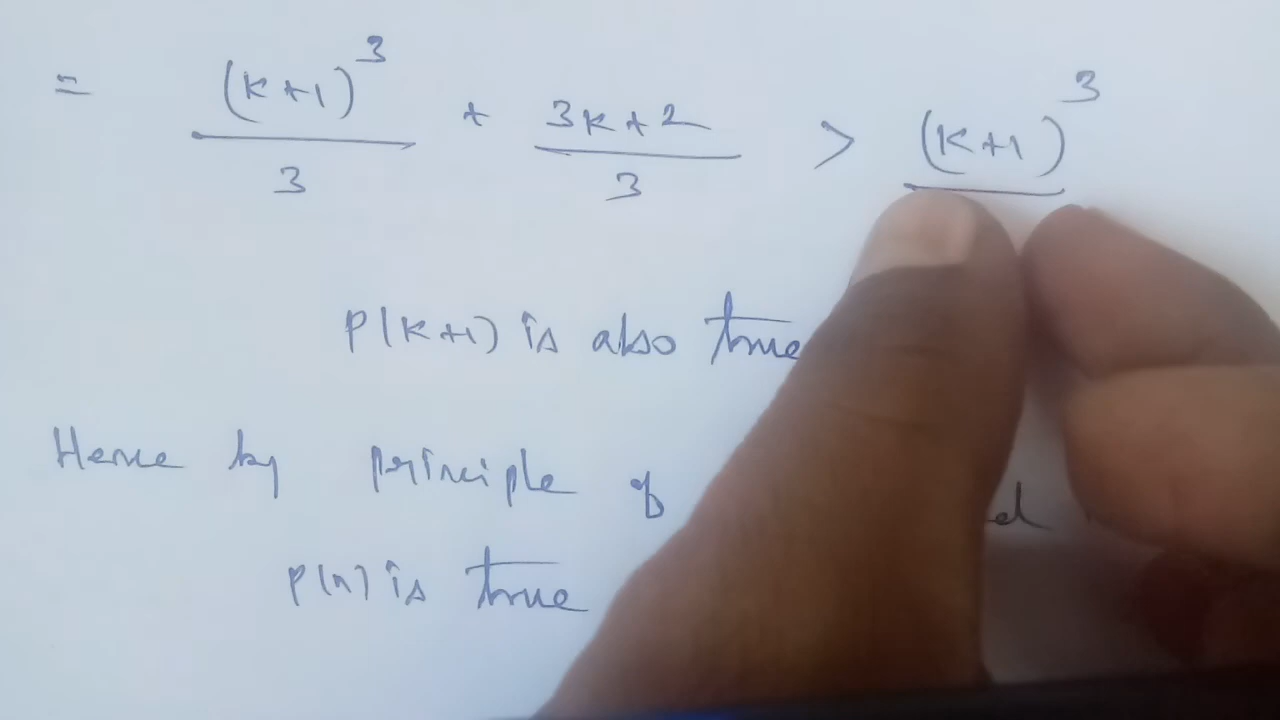 = (k+1)^3 / 3 + 3k+2 / 3 > (k+1)^3
P(k+1) is also true
Hence by principle of
P(n) is true